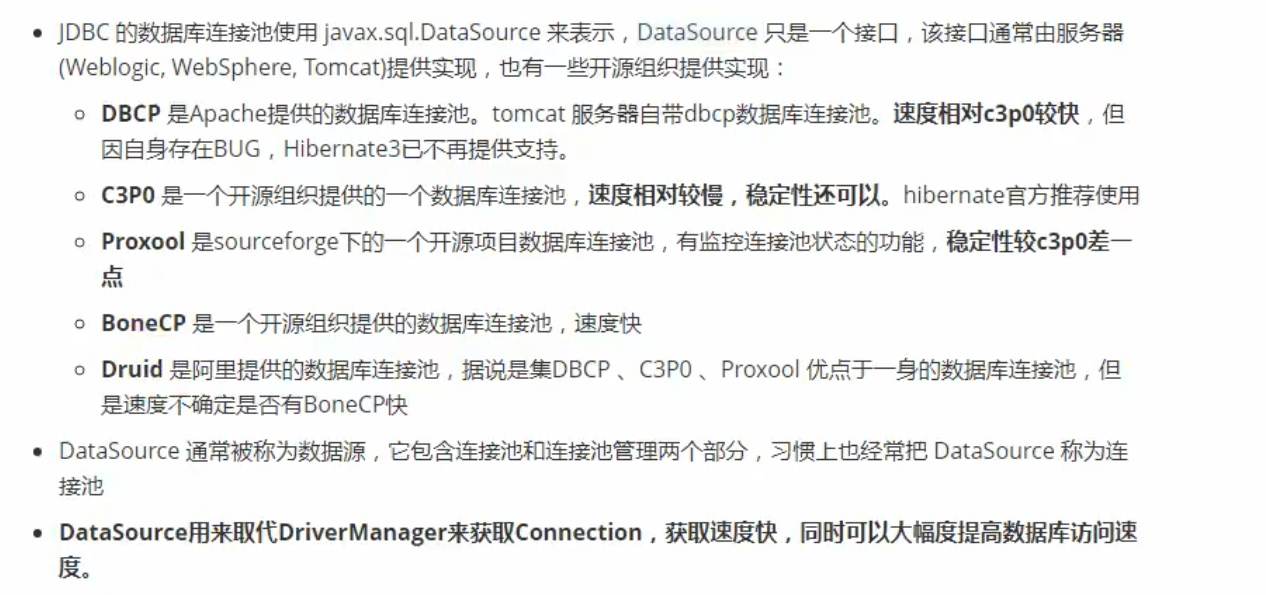 JDBC 的数据库连接池使用 javax.sql.DataSource 来表示，DataSource 只是一个接口，该接口通常由服务器
(Weblogic, WebSphere, Tomcat)提供实现，也有一些开源组织提供实现：
DBCP 是Apache提供的数据库连接池。tomcat 服务器自带dbcp数据库连接池。速度相对c3p0较快，但
因自身存在BUG，Hibernate3已不再提供支持。
C3P0 是一个开源组织提供的一个数据库连接池，速度相对较慢，稳定性还可以。hibernate官方推荐使用
Proxool 是sourceforge下的一个开源项目数据库连接池，有监控连接池状态的功能，稳定性较c3p0差一
点
BoneCP 是一个开源组织提供的数据库连接池，速度快
Druid 是阿里提供的数据库连接池，据说是集DBCP 、C3P0 、Proxool 优点于一身的数据库连接池，但
是速度不确定是否有BoneCP快
DataSource 通常被称为数据源，它包含连接池和连接池管理两个部分，习惯上也经常把 DataSource 称为连
接池
DataSource用来取代DriverManager来获取Connection，获取速度快，同时可以大幅度提高数据库访问速
度。